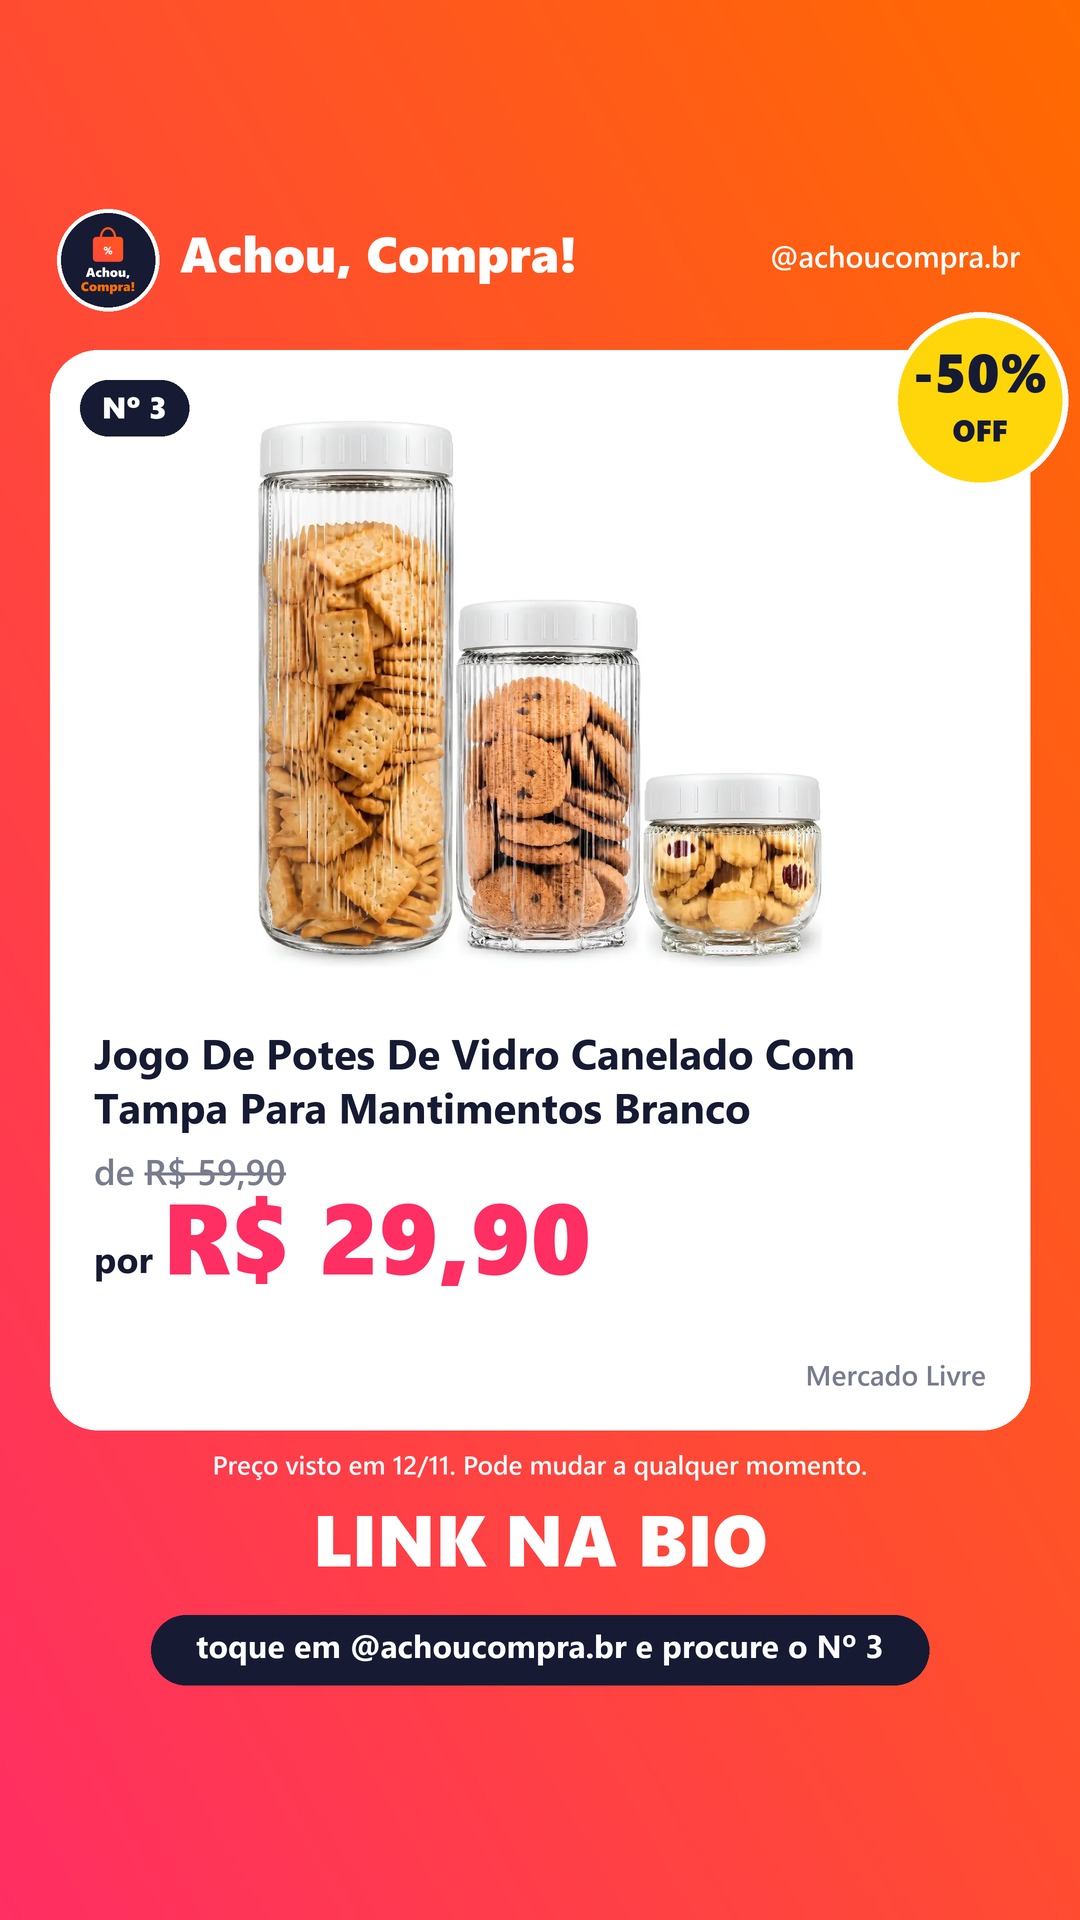 %
Achou,
Compra!
Achou, Compra!
@achoucompra.br
-50%
OFF
Nº 3
Jogo De Potes De Vidro Canelado Com
Tampa Para Mantimentos Branco
de R$ 59,90
por R$ 29,90
Mercado Livre
Preço visto em 12/11. Pode mudar a qualquer momento.
LINK NA BIO
toque em @achoucompra.br e procure o Nº 3